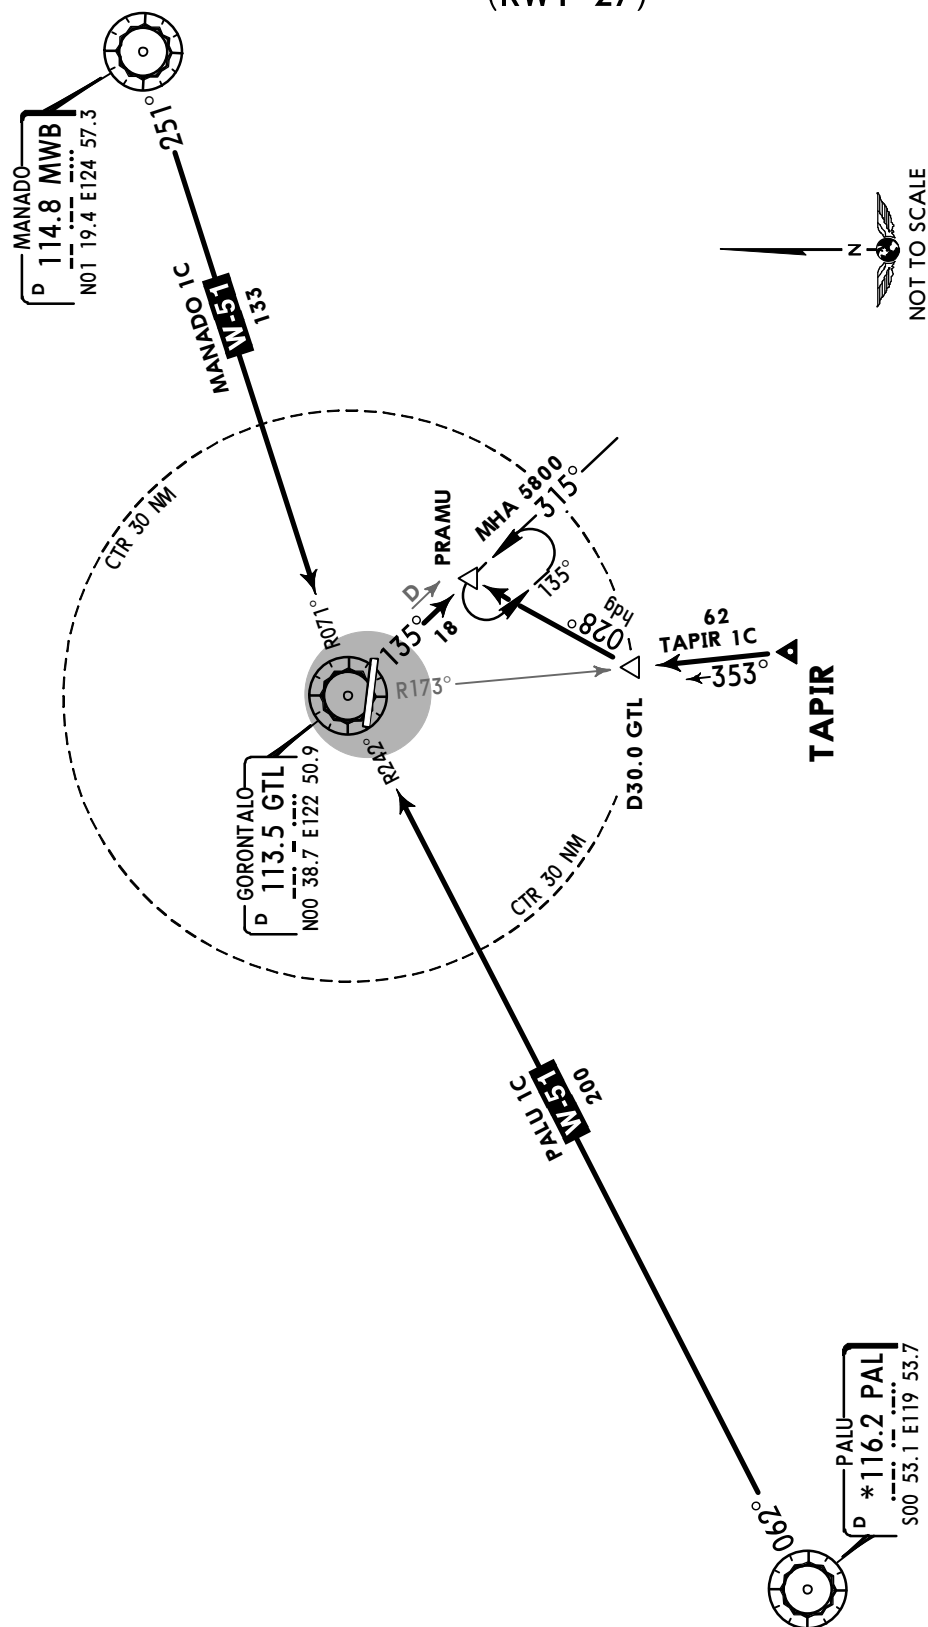 (RWY 27)
MANADO
D 114.8 MWB
N01 19.4 E124 57.3
251°
MANADO 1C
W-51
133
R071°
CTR 30 NM
N
NOT TO SCALE
PRAMU
MHA 5800
315°
135°
D
135°
18
028°
hdg
R173°
62
TAPIR 1C
353°
TAPIR
D30.0 GTL
GORONTALO
D 113.5 GTL
N00 38.7 E122 50.9
R242°
CTR 30 NM
PALU 1C
W-51
200
062°
PALU
D *116.2 PAL
S00 53.1 E119 53.7